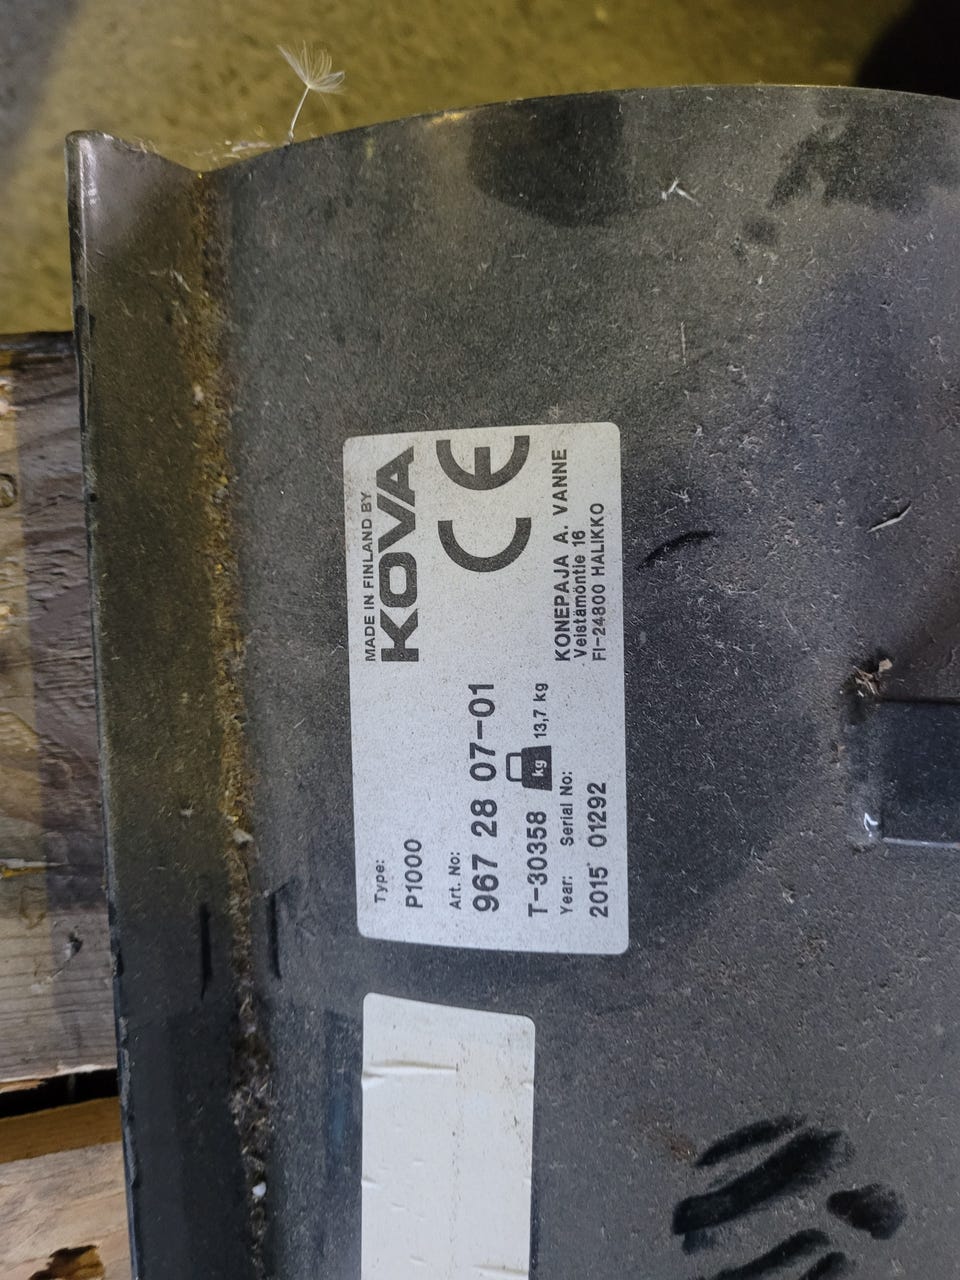 MADE IN FINLAND BY
KOVA
CE
Type:
P1000
Art. No:
967 28 07-01
T-30358
kg
13,7 kg
Year: Serial No:
2015 01292
KONEPAJA A. VANNE
Veistämöntie 16
FI-24800 HALIKKO